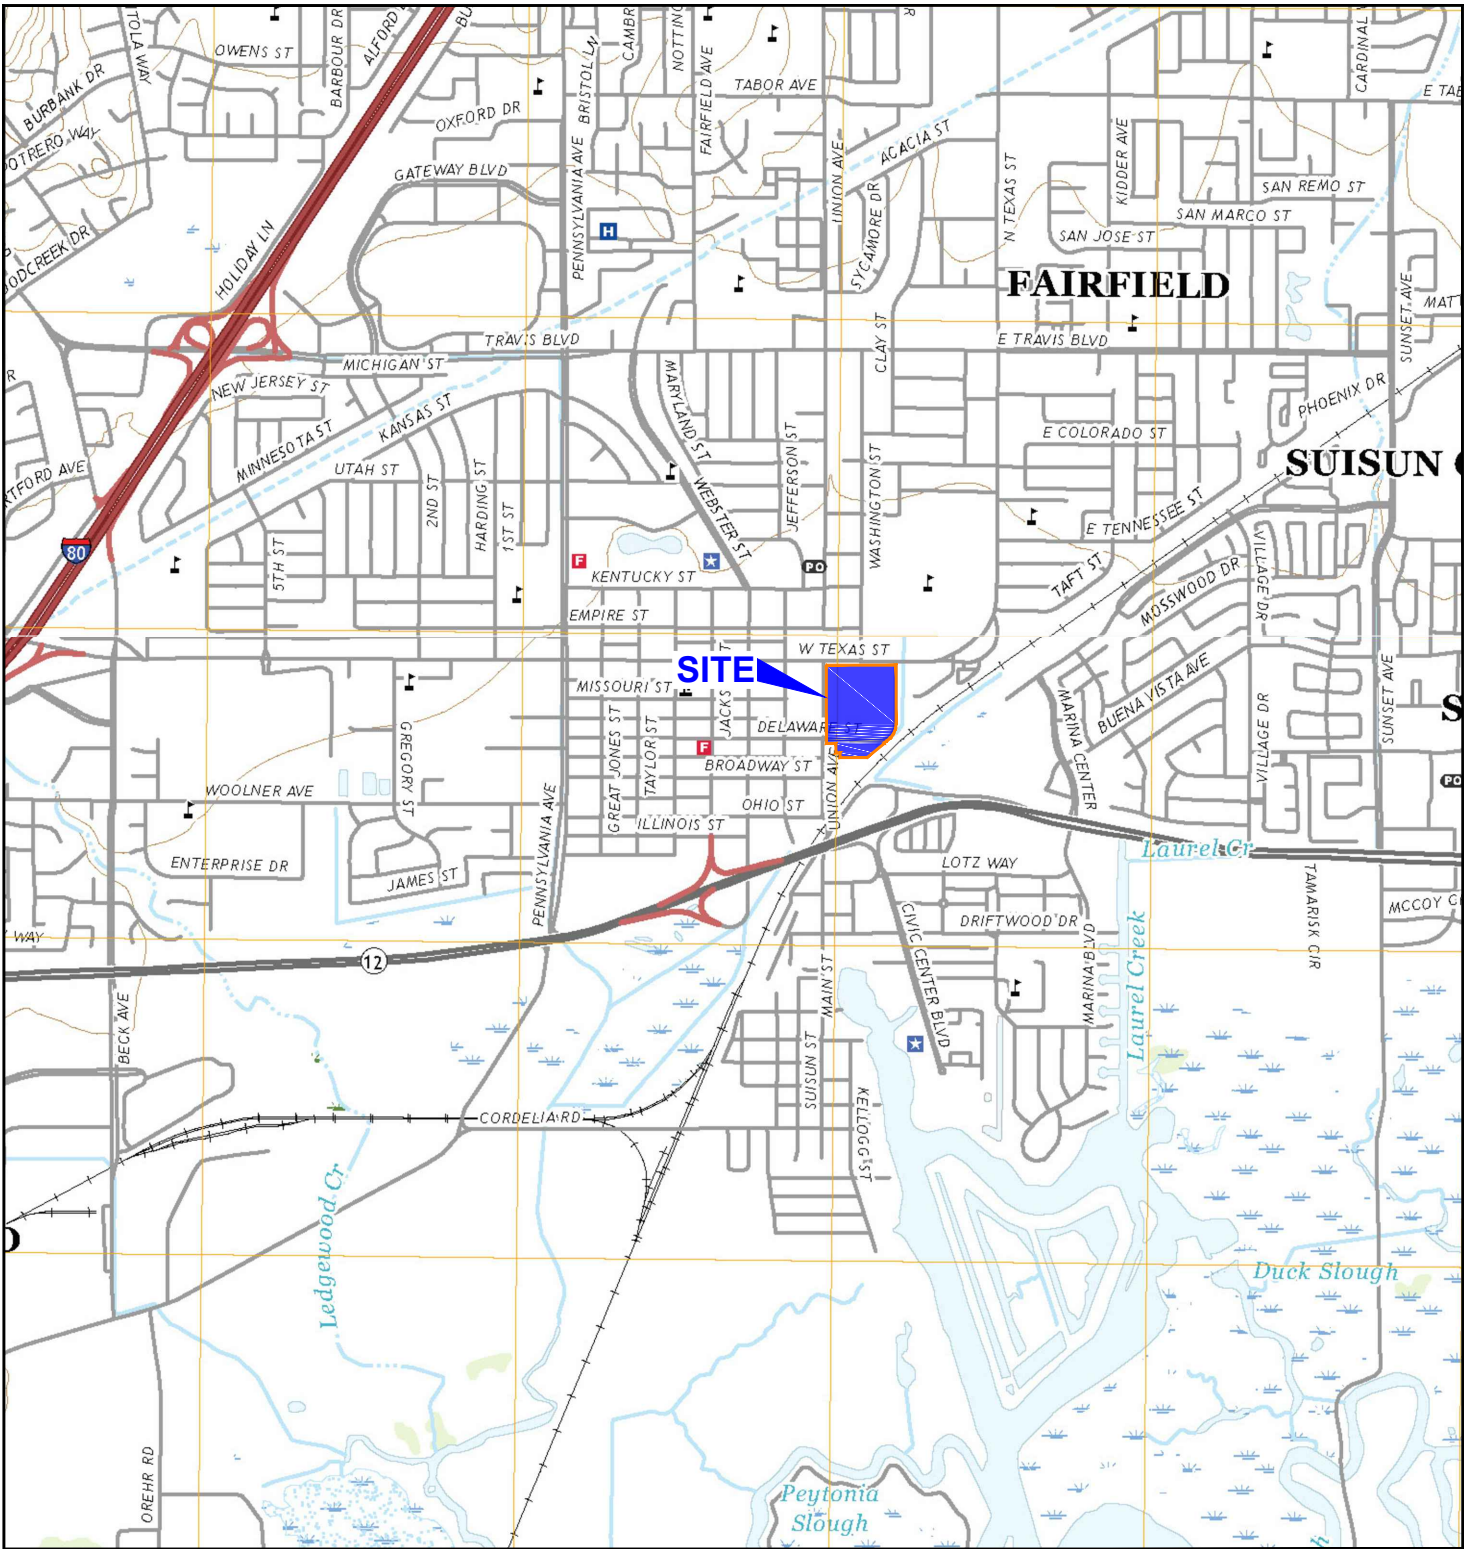 OWENS ST
BURBANK DR
BARBOUR DR
TABOR AVE
BRISTOL LN
FAIRFIELD AVE
OXFORD DR
GATEWAY BLVD
PENNSYLVANIA AVE
UNION AVE
ACACIA ST
SYCAMORE DR
N TEXAS ST
KIDDER AVE
SAN REMO ST
SAN MARCO ST
SAN JOSE ST
H
HOLIDAY LN
FAIRFIELD
SUNSET AVE
TRAVIS BLVD
E TRAVIS BLVD
CLAY ST
MICHIGAN ST
NEW JERSEY ST
MARYLAND ST
PHOENIX DR
MINNESOTA ST
KANSAS ST
E COLORADO ST
UTAH ST
2ND ST
HARDING ST
1ST ST
5TH ST
WEBSTER ST
JEFFERSON ST
WASHINGTON ST
SUISUN
E TENNESSEE ST
80
F
KENTUCKY ST
PO
TAFT ST
MOSSWOOD DR
VILLAGE DR
EMPIRE ST
W TEXAS ST
SITE
MISSOURI ST
DELAWARE ST
BROADWAY ST
F
GREAT JONES ST
TAYLOR ST
GREGORY ST
MARINA CENTER
BUENA VISTA AVE
VILLAGE DR
SUNSET AVE
S
PO
WOOLNER AVE
OHIO ST
ILLINOIS ST
UNION AVE
PENNSYLVANIA AVE
ENTERPRISE DR
JAMES ST
Laurel Cr
LOTZ WAY
TAMARISK CIR
DRIFTWOOD DR
CIVIC CENTER BLVD
MARINA BLVD
Laurel Creek
WAY
12
MAIN ST
BECK AVE
SUISUN ST
KELLOGG ST
CORDELIA RD
Ledgewood Cr
Duck Slough
OREHR RD
Peytonia
Slough